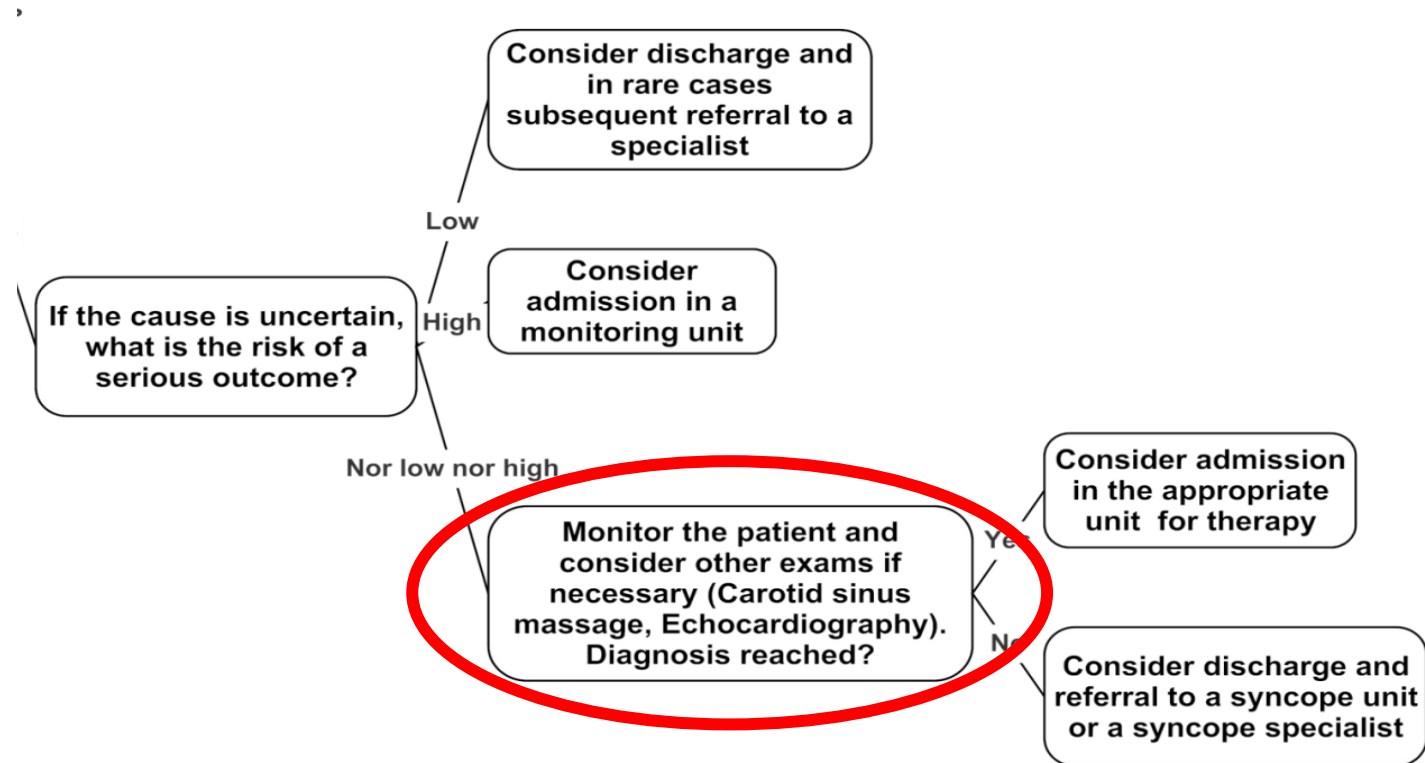 Consider discharge and
in rare cases
subsequent referral to a
specialist
Low
Consider
admission in a
monitoring unit
High
If the cause is uncertain,
what is the risk of a
serious outcome?
Nor low nor high
Monitor the patient and
consider other exams if
necessary (Carotid sinus
massage, Echocardiography).
Diagnosis reached?
Yes
Consider admission
in the appropriate
unit for therapy
No
Consider discharge and
referral to a syncope unit
or a syncope specialist